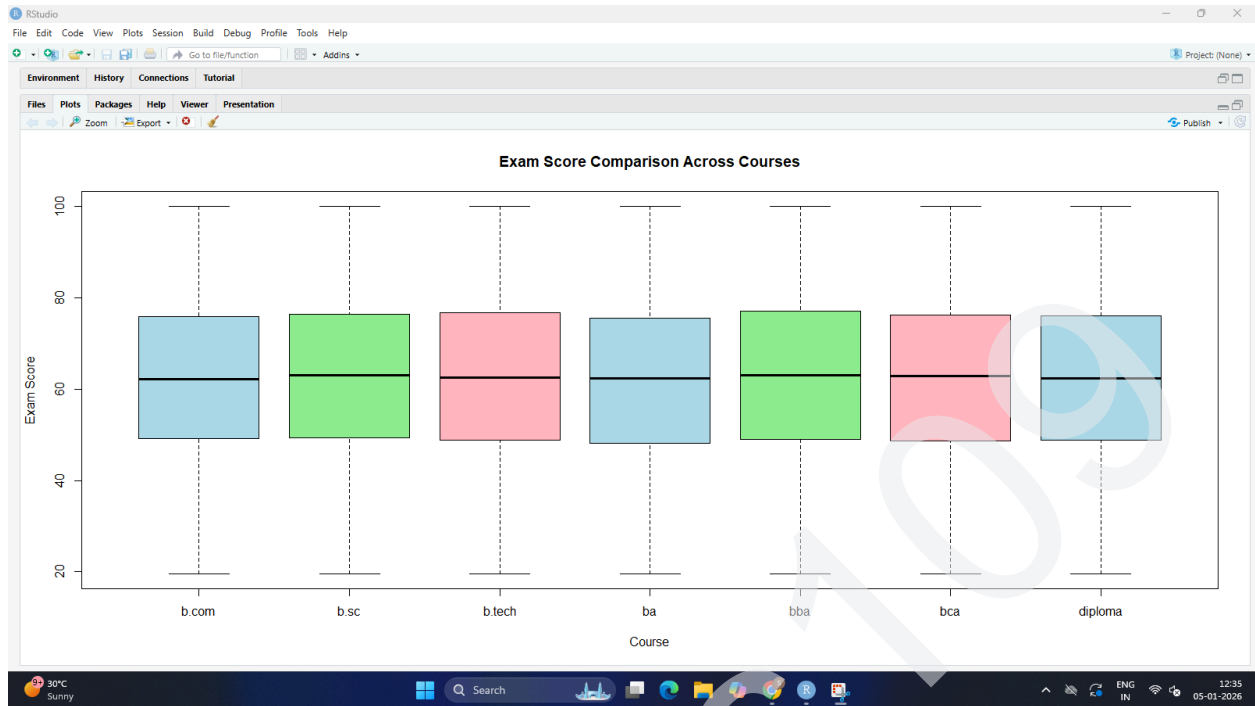 RStudio
File Edit Code View Plots Session Build Debug Profile Tools Help
Go to file/function Addins Project: (None)
Environment History Connections Tutorial
Files Plots Packages Help Viewer Presentation
Zoom Export Publish
Exam Score Comparison Across Courses
100
80
60
40
20
Exam Score
b.com b.sc b.tech ba bba bca diploma
Course
109
9+ 30°C
Sunny
Search
ENG
IN
12:35
05-01-2026